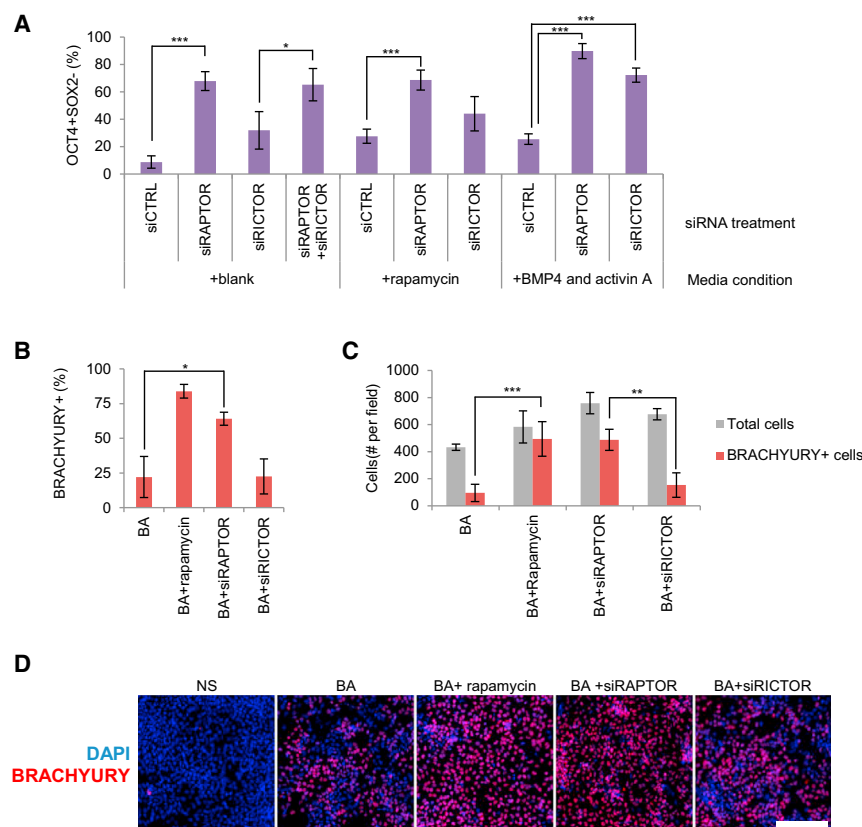 A
OCT4+SOX2- (%)
100
80
60
40
20
0
***
*
***
***
***
siCTRL
siRAPTOR
siRICTOR
siRAPTOR
+siRICTOR
siCTRL
siRAPTOR
siRICTOR
siCTRL
siRAPTOR
siRICTOR
siRNA treatment
+blank
+rapamycin
+BMP4 and activin A
Media condition
B
BRACHYURY+ (%)
100
75
50
25
0
*
BA
BA+rapamycin
BA+siRAPTOR
BA+siRICTOR
C
Cells(# per field)
1000
800
600
400
200
0
***
**
Total cells
BRACHYURY+ cells
BA
BA+Rapamycin
BA+siRAPTOR
BA+siRICTOR
D
NS
BA
BA+ rapamycin
BA +siRAPTOR
BA+siRICTOR
DAPI
BRACHYURY